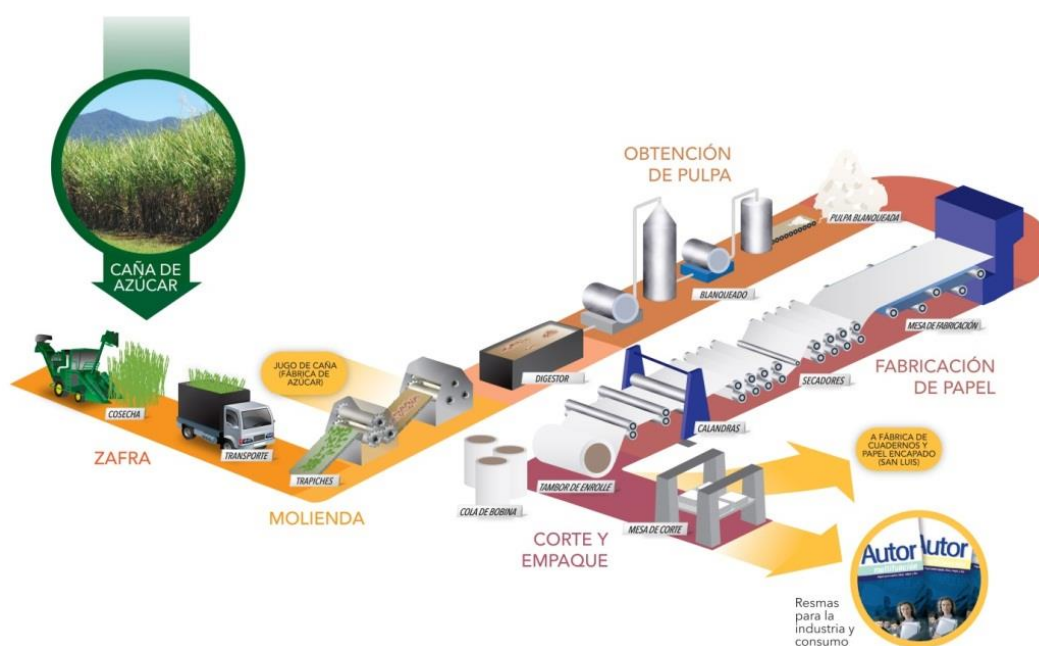 CAÑA DE
AZÚCAR
COSECHA
TRANSPORTE
ZAFRA
JUGO DE CAÑA
(FÁBRICA DE
AZÚCAR)
TRAPICHES
MOLIENDA
OBTENCIÓN
DE PULPA
DIGESTOR
BLANQUEADO
PULPA BLANQUEADA
MESA DE FABRICACIÓN
FABRICACIÓN
DE PAPEL
SECADORES
CALANDRAS
TAMBOR DE ENROLLE
COLA DE BOBINA
MESA DE CORTE
CORTE Y
EMPAQUE
A FÁBRICA DE
CUADERNOS Y
PAPEL ENCAPADO
(SAN LUIS)
Autor
multifunción
Autor
Resmas
para la
industria y
consumo